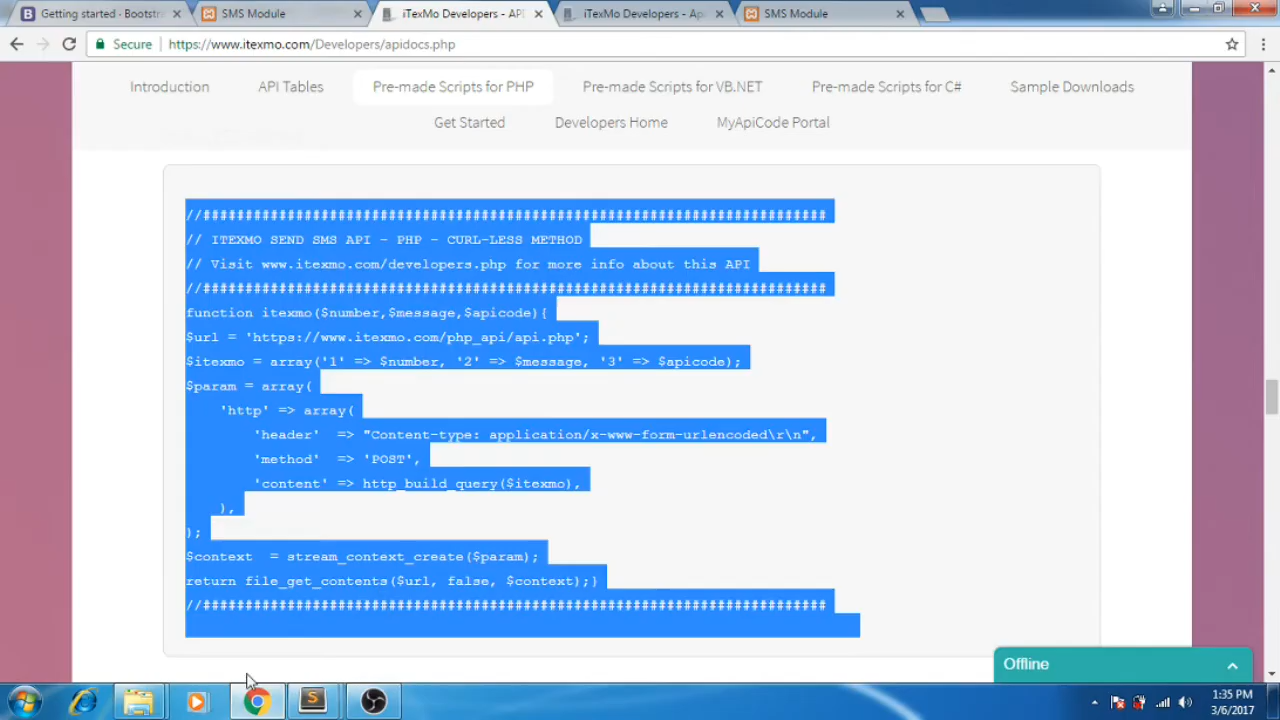 Getting started · Bootstr
SMS Module
iTexMo Developers - API
iTexMo Developers - Ap
SMS Module
Secure
https://www.itexmo.com/Developers/apidocs.php
Introduction
API Tables
Pre-made Scripts for PHP
Pre-made Scripts for VB.NET
Pre-made Scripts for C#
Sample Downloads
Get Started
Developers Home
MyApiCode Portal
//##########################################################################
// ITEXMO SEND SMS API - PHP - CURL-LESS METHOD
// Visit www.itexmo.com/developers.php for more info about this API
//##########################################################################
function itexmo($number,$message,$apicode){
$url = 'https://www.itexmo.com/php_api/api.php';
$itexmo = array('1' => $number, '2' => $message, '3' => $apicode);
$param = array(
    'http' => array(
        'header'  => "Content-type: application/x-www-form-urlencoded\r\n",
        'method'  => 'POST',
        'content' => http_build_query($itexmo),
    ),
);
$context  = stream_context_create($param);
return file_get_contents($url, false, $context);}
//##########################################################################
Offline
1:35 PM
3/6/2017